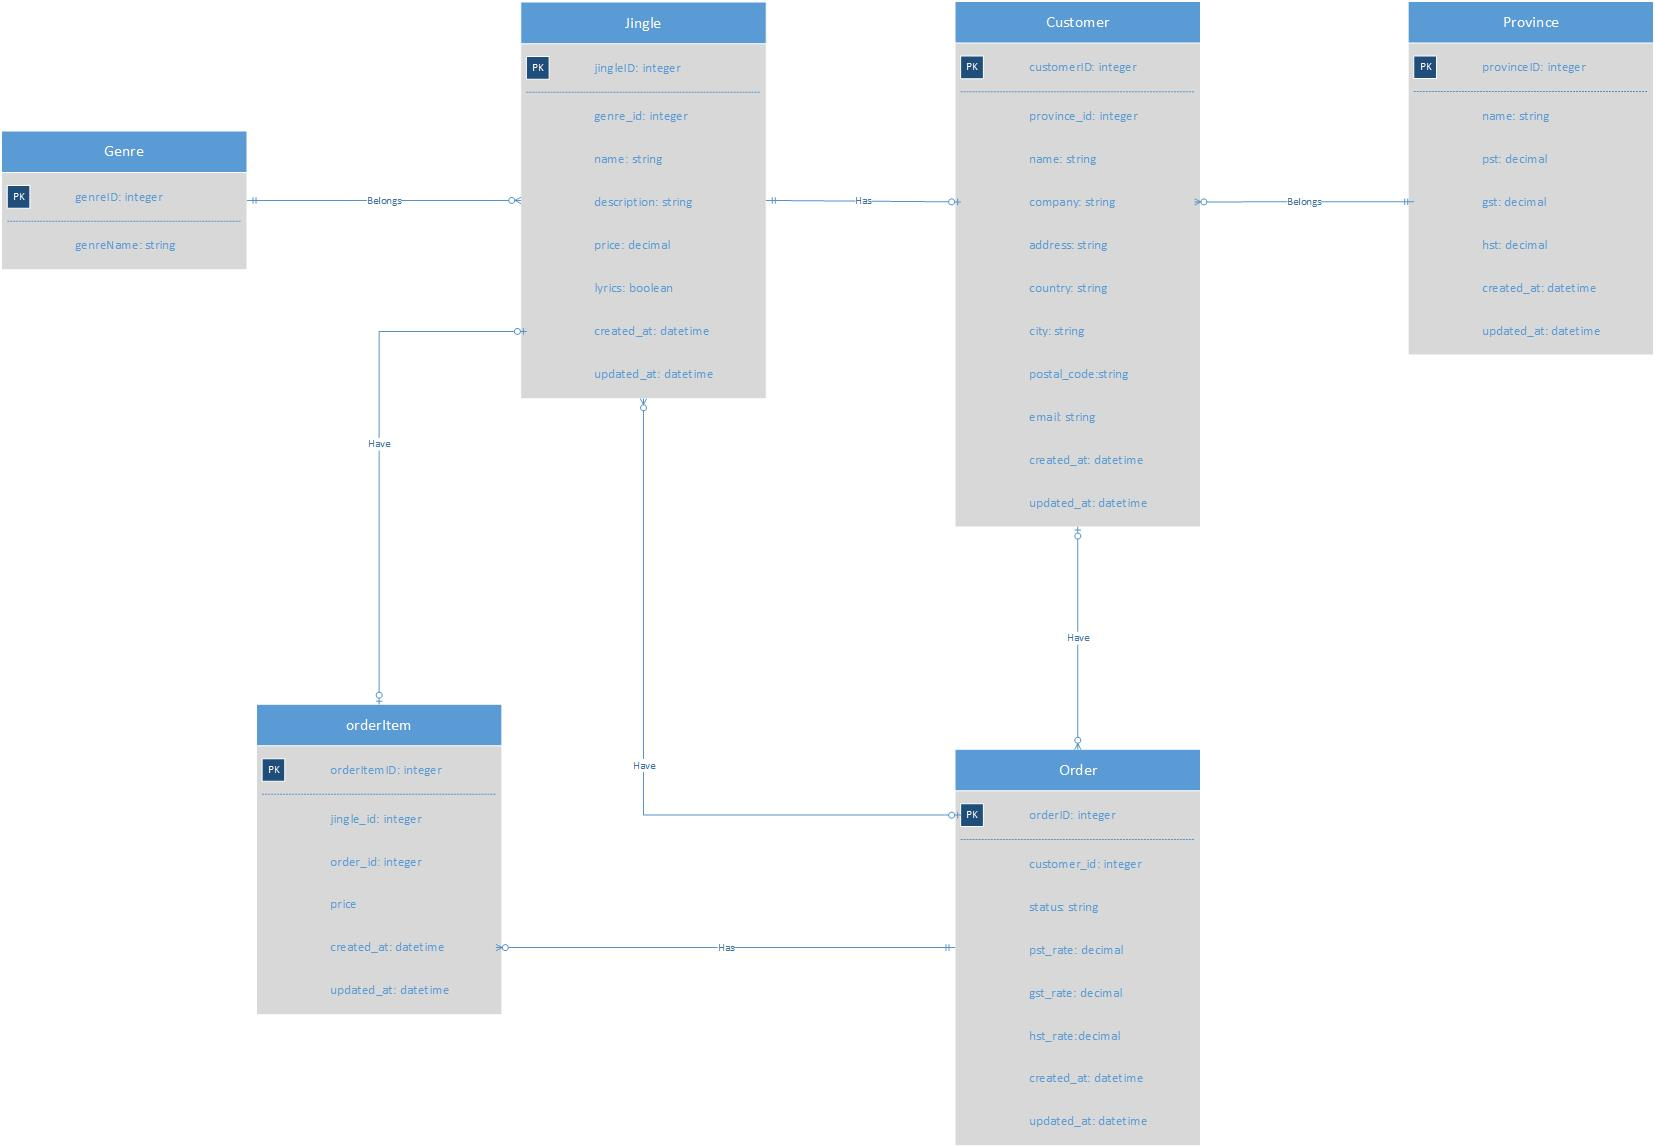 Jingle
PK
jingleID: integer
genre_id: integer
name: string
description: string
price: decimal
lyrics: boolean
created_at: datetime
updated_at: datetime
Customer
PK
customerID: integer
province_id: integer
name: string
company: string
address: string
country: string
city: string
postal_code:string
email: string
created_at: datetime
updated_at: datetime
Province
PK
provinceID: integer
name: string
pst: decimal
gst: decimal
hst: decimal
created_at: datetime
updated_at: datetime
Genre
PK
genreID: integer
genreName: string
Belongs
Has
Belongs
Have
Have
Have
Has
orderItem
PK
orderItemID: integer
jingle_id: integer
order_id: integer
price
created_at: datetime
updated_at: datetime
Order
PK
orderID: integer
customer_id: integer
status: string
pst_rate: decimal
gst_rate: decimal
hst_rate:decimal
created_at: datetime
updated_at: datetime